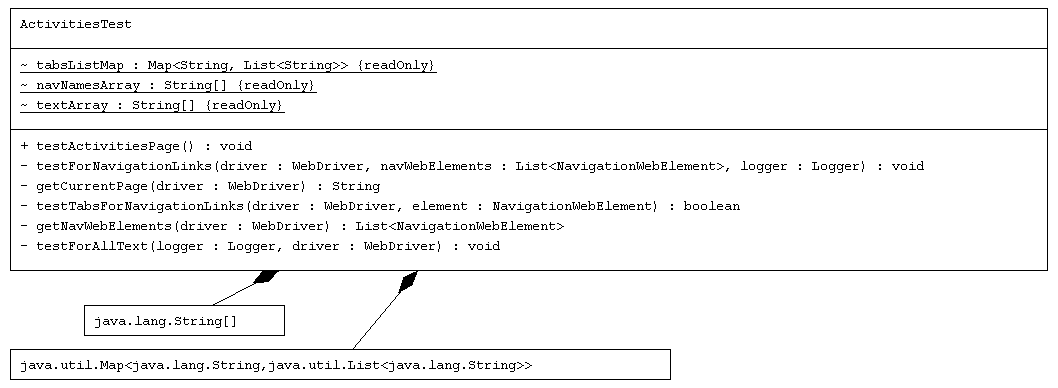 ActivitiesTest
~ tabsListMap : Map<String, List<String>> {readOnly}
~ navNamesArray : String[] {readOnly}
~ textArray : String[] {readOnly}
+ testActivitiesPage() : void
- testForNavigationLinks(driver : WebDriver, navWebElements : List<NavigationWebElement>, logger : Logger) : void
- getCurrentPage(driver : WebDriver) : String
- testTabsForNavigationLinks(driver : WebDriver, element : NavigationWebElement) : boolean
- getNavWebElements(driver : WebDriver) : List<NavigationWebElement>
- testForAllText(logger : Logger, driver : WebDriver) : void
java.lang.String[]
java.util.Map<java.lang.String,java.util.List<java.lang.String>>